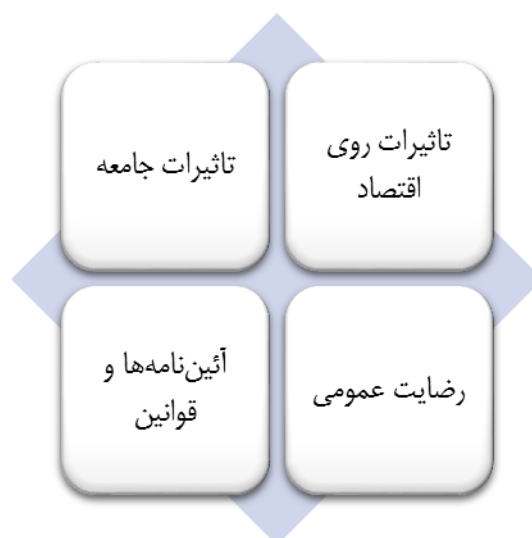 تاثیرات روی
اقتصاد
تاثیرات جامعه
رضایت عمومی
آئین‌نامه‌ها و
قوانین